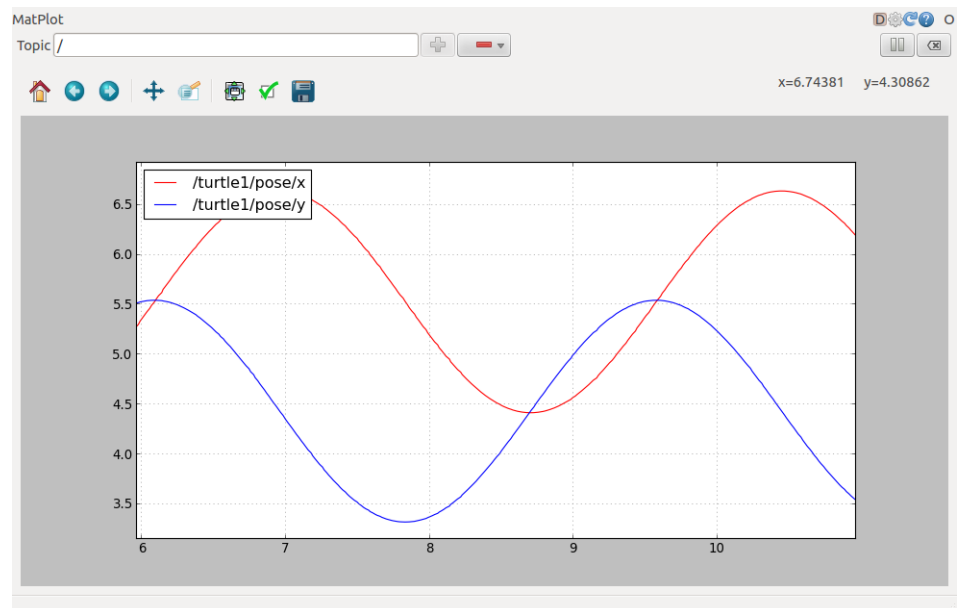 MatPlot
D O
Topic /
x=6.74381 y=4.30862
/turtle1/pose/x
/turtle1/pose/y
6.5
6.0
5.5
5.0
4.5
4.0
3.5
6 7 8 9 10